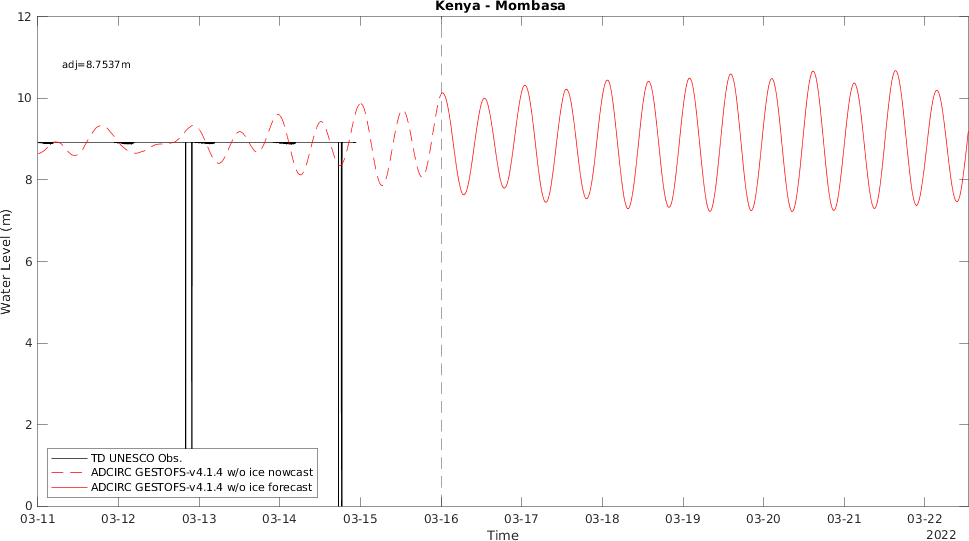 Kenya - Mombasa
12
adj=8.7537m
10
8
6
4
2
0
Water Level (m)
TD UNESCO Obs.
ADCIRC GESTOFS-v4.1.4 w/o ice nowcast
ADCIRC GESTOFS-v4.1.4 w/o ice forecast
03-11 03-12 03-13 03-14 03-15 03-16 03-17 03-18 03-19 03-20 03-21 03-22
Time
2022